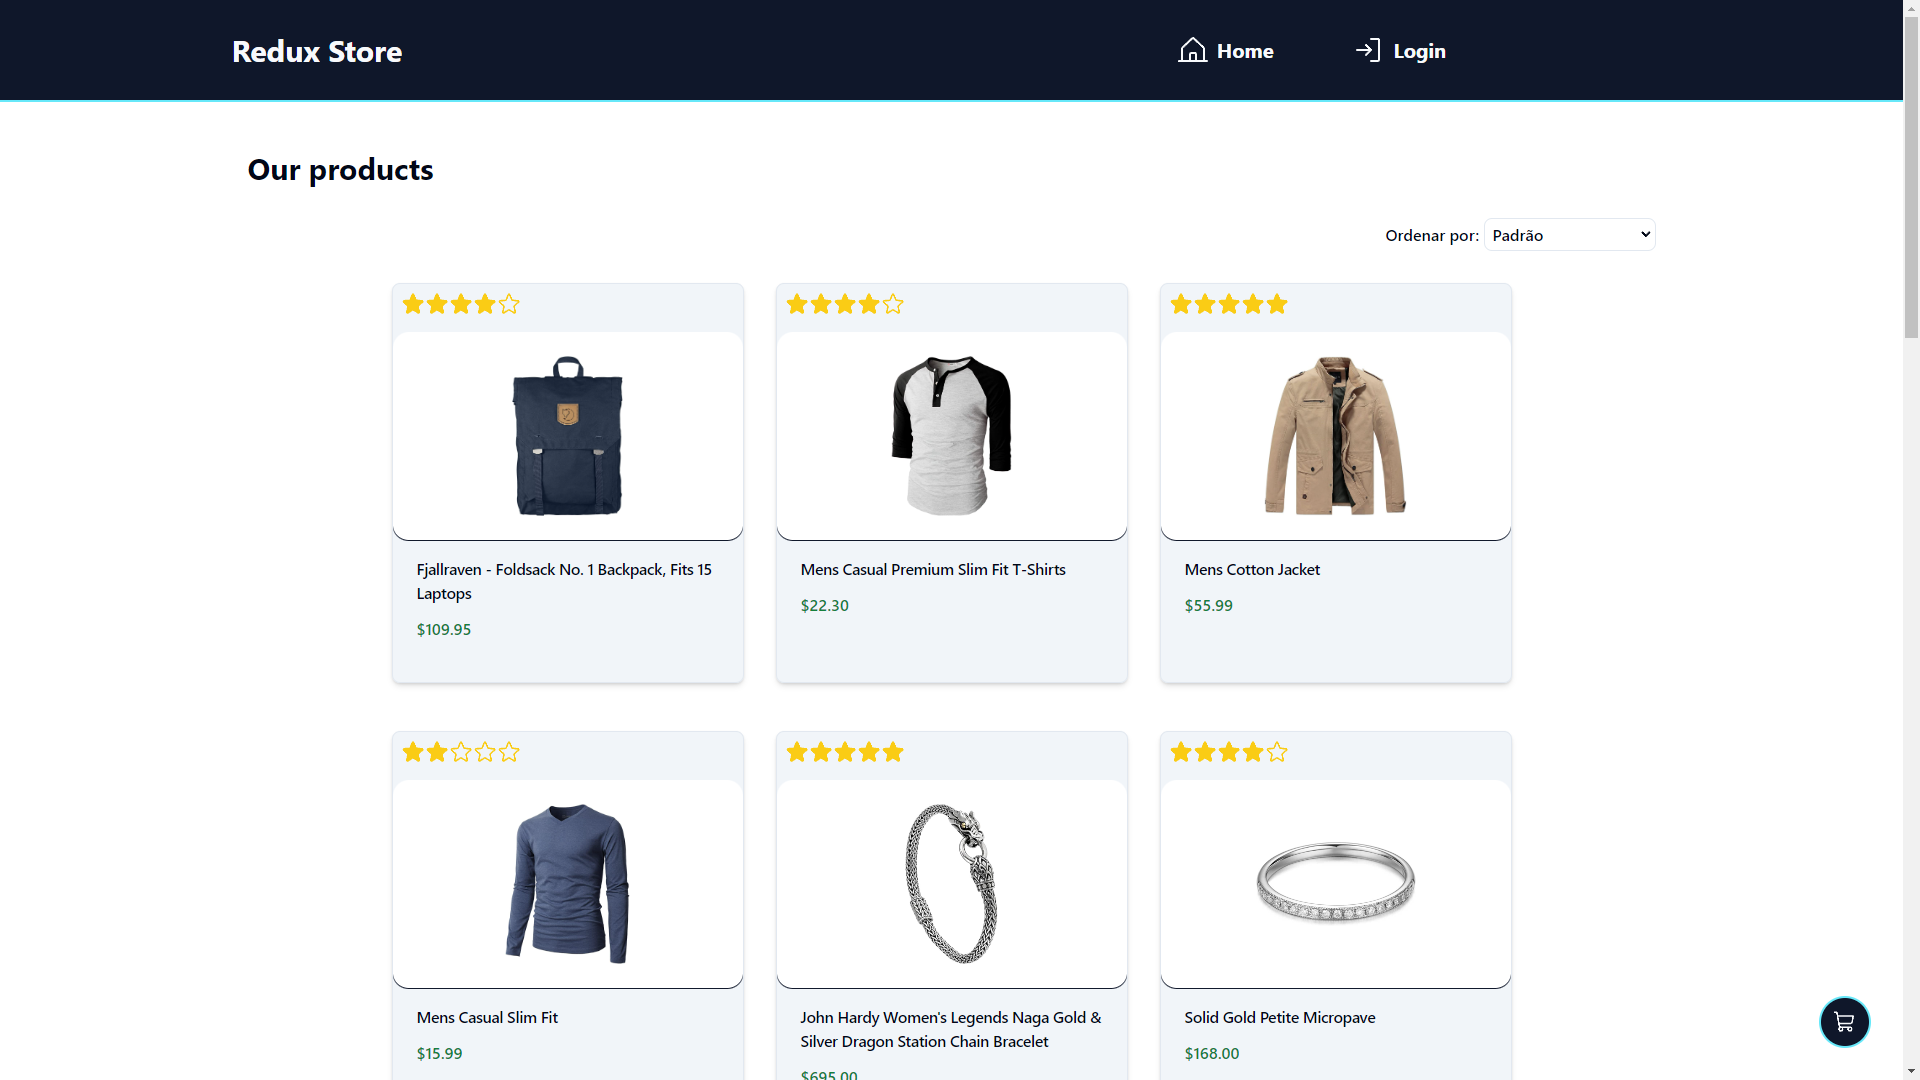 Redux Store
Home
Login
Our products
Ordenar por:
Padrão
Fjallraven - Foldsack No. 1 Backpack, Fits 15
Laptops
$109.95
Mens Casual Premium Slim Fit T-Shirts
$22.30
Mens Cotton Jacket
$55.99
Mens Casual Slim Fit
$15.99
John Hardy Women's Legends Naga Gold &
Silver Dragon Station Chain Bracelet
$695.00
Solid Gold Petite Micropave
$168.00